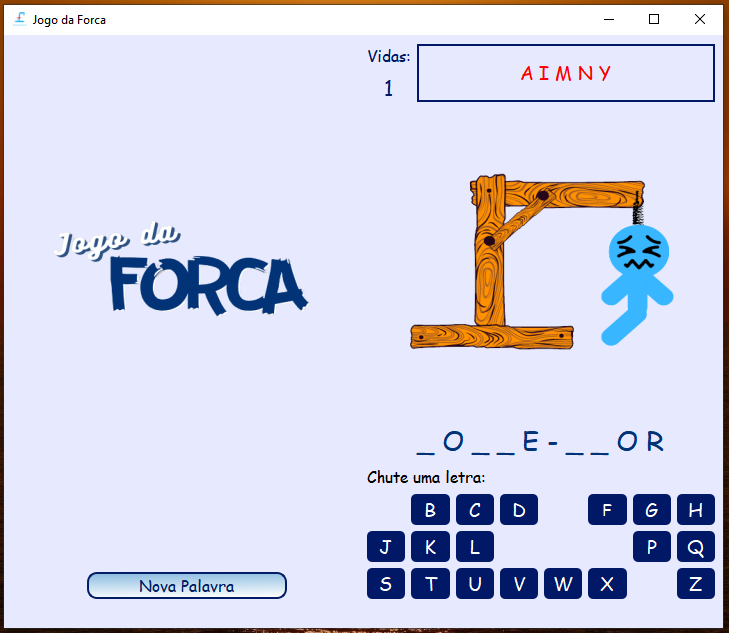 Jogo da Forca
Vidas:
1
A I M N Y
Jogo da
FORCA
_ O _ _ E - _ _ O R
Chute uma letra:
B C D F G H
J K L P Q
S T U V W X Z
Nova Palavra